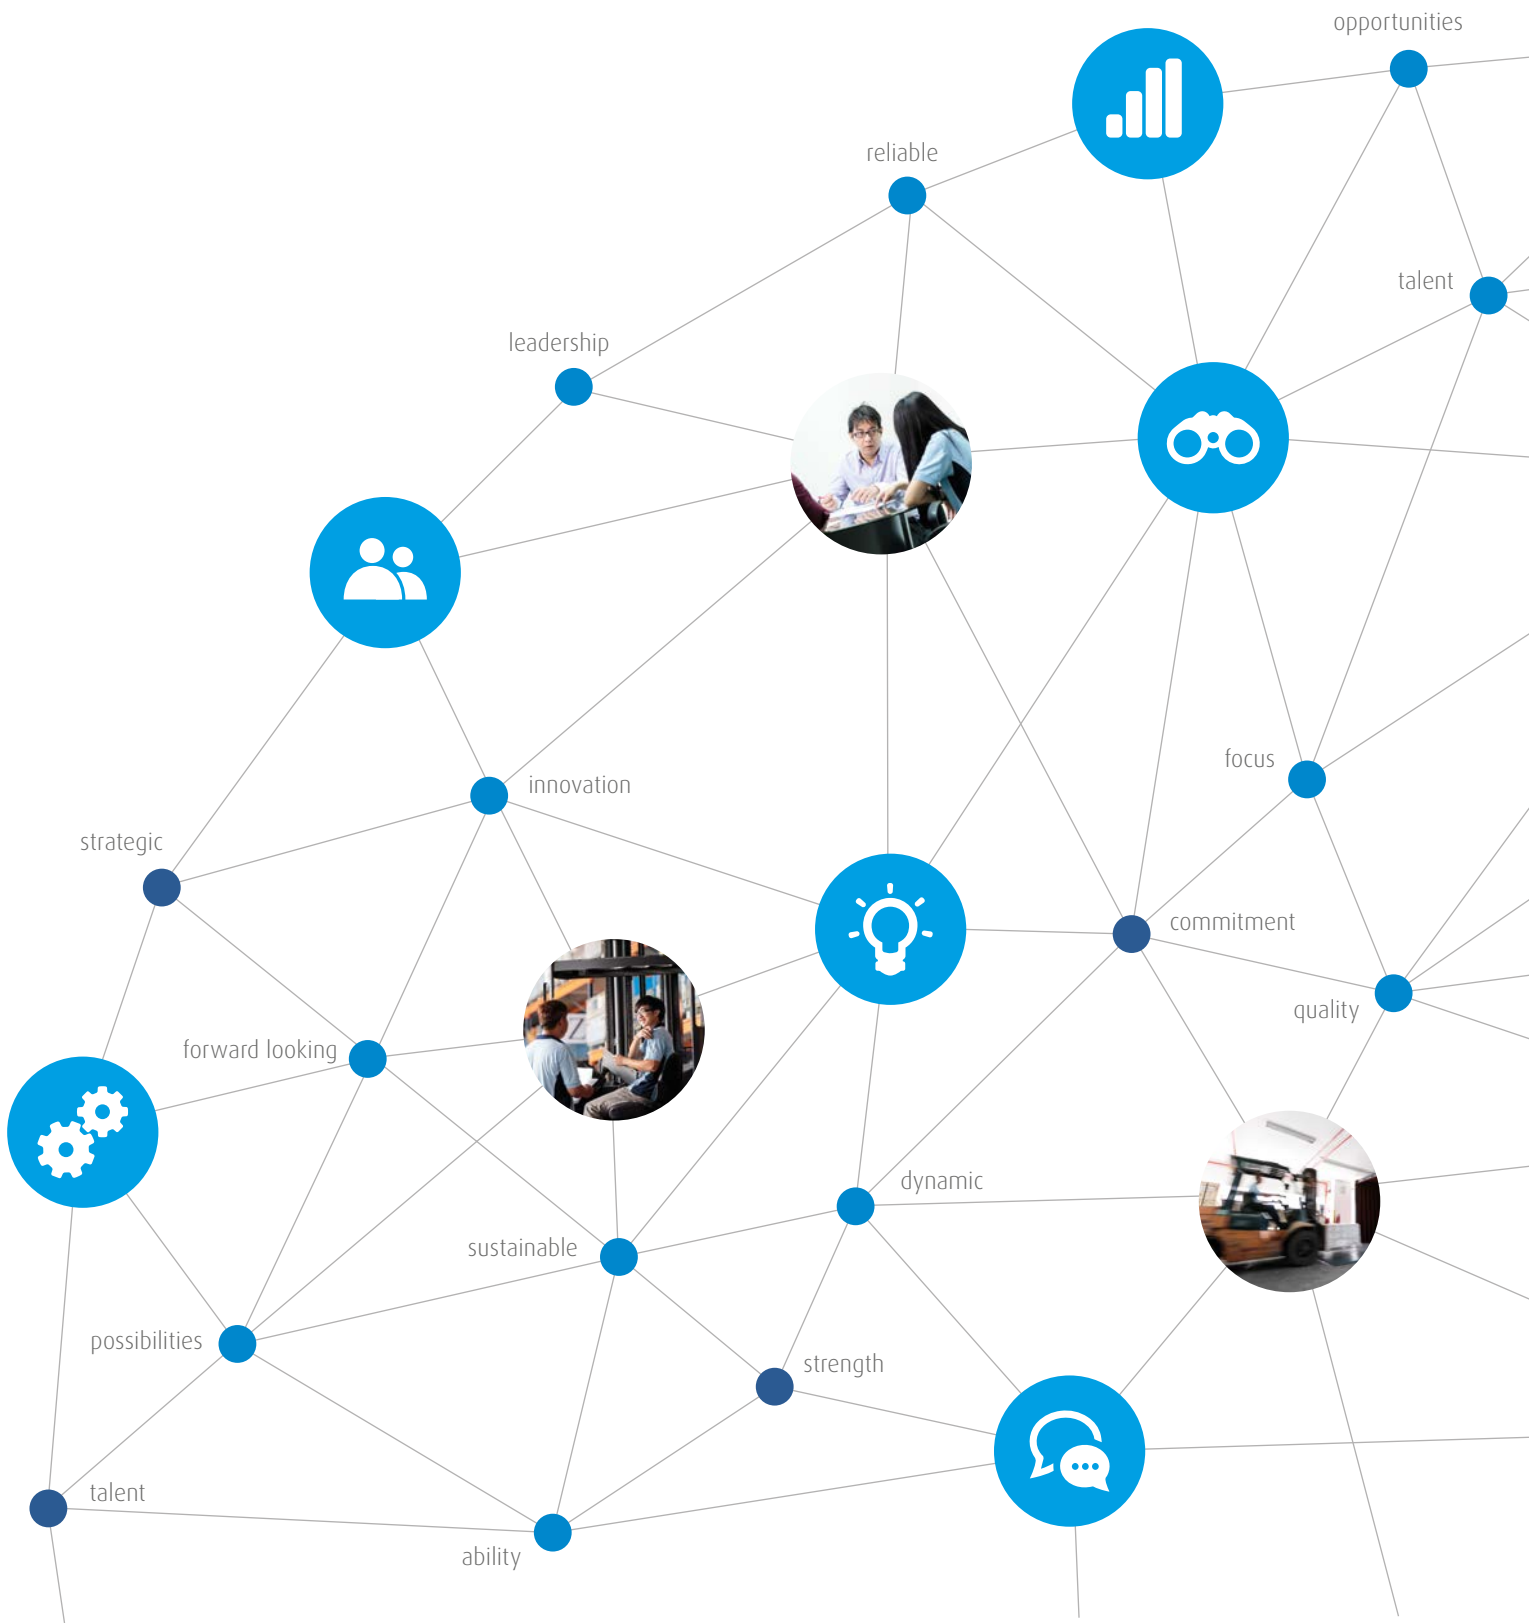 opportunities
reliable
talent
leadership
focus
innovation
strategic
commitment
quality
forward looking
dynamic
sustainable
possibilities
strength
talent
ability